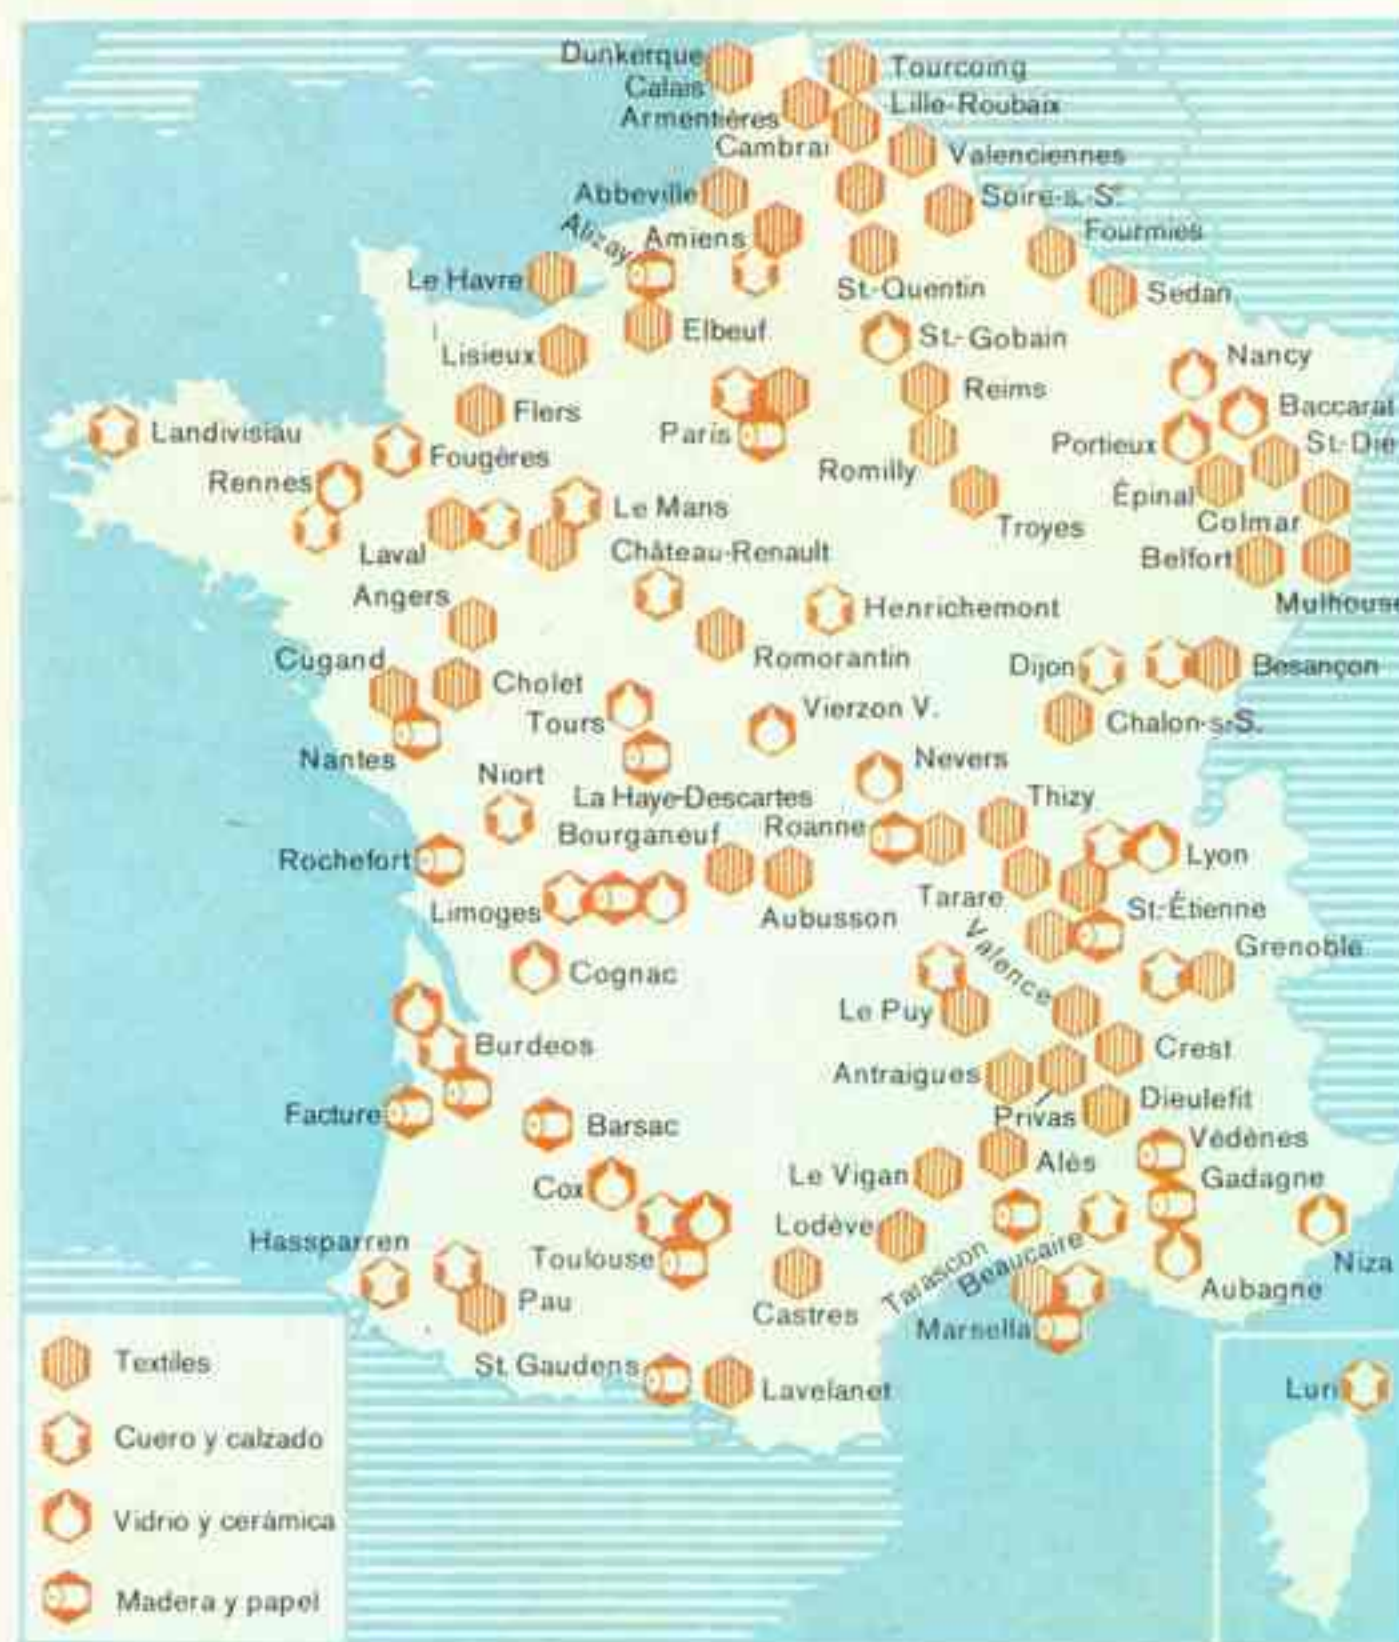 Dunkerque
Tourcoing
Calais
Lille-Roubaix
Armentières
Cambrai
Valenciennes
Abbeville
Soire-s.-Sᵉ.
Alizay
Amiens
Fourmies
Le Havre
St.-Quentin
Sedan
Elbeuf
St.-Gobain
Lisieux
Nancy
Reims
Flers
Baccarat
Landivisiau
Paris
Portieux
St.-Dié
Fougères
Romilly
Rennes
Épinal
Le Mans
Troyes
Colmar
Laval
Château-Renault
Belfort
Angers
Henrichemont
Mulhouse
Cugand
Romorantin
Dijon
Besançon
Cholet
Tours
Vierzon V.
Chalon-s-S.
Nantes
Nevers
Niort
La Haye-Descartes
Thizy
Bourganeuf
Roanne
Rochefort
Lyon
Limoges
Aubusson
Tarare
St.-Étienne
Valence
Grenoble
Cognac
Le Puy
Burdeos
Crest
Antraigues
Facture
Privas
Dieulefit
Barsac
Védènes
Alès
Le Vigan
Gadagne
Cox
Lodève
Hassparren
Toulouse
Tarascon
Beaucaire
Niza
Pau
Castres
Aubagne
Marsella
St. Gaudens
Lavelanet
Luri
Textiles
Cuero y calzado
Vidrio y cerámica
Madera y papel